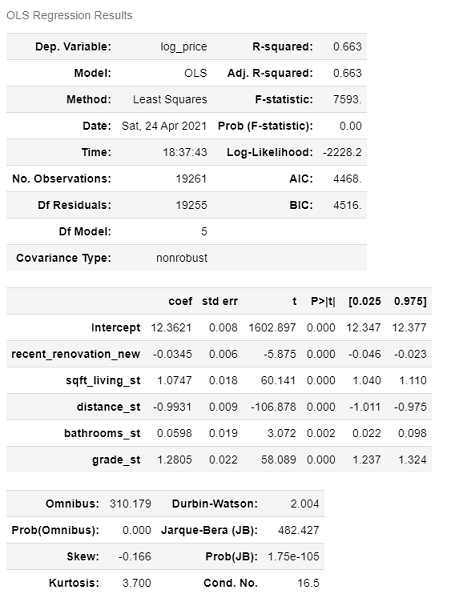 OLS Regression Results
Dep. Variable: log_price R-squared: 0.663
Model: OLS Adj. R-squared: 0.663
Method: Least Squares F-statistic: 7593.
Date: Sat, 24 Apr 2021 Prob (F-statistic): 0.00
Time: 18:37:43 Log-Likelihood: -2228.2
No. Observations: 19261 AIC: 4468.
Df Residuals: 19255 BIC: 4516.
Df Model: 5
Covariance Type: nonrobust
coef std err t P>|t| [0.025 0.975]
Intercept 12.3621 0.008 1602.897 0.000 12.347 12.377
recent_renovation_new -0.0345 0.006 -5.875 0.000 -0.046 -0.023
sqft_living_st 1.0747 0.018 60.141 0.000 1.040 1.110
distance_st -0.9931 0.009 -106.878 0.000 -1.011 -0.975
bathrooms_st 0.0598 0.019 3.072 0.002 0.022 0.098
grade_st 1.2805 0.022 58.089 0.000 1.237 1.324
Omnibus: 310.179 Durbin-Watson: 2.004
Prob(Omnibus): 0.000 Jarque-Bera (JB): 482.427
Skew: -0.166 Prob(JB): 1.75e-105
Kurtosis: 3.700 Cond. No. 16.5